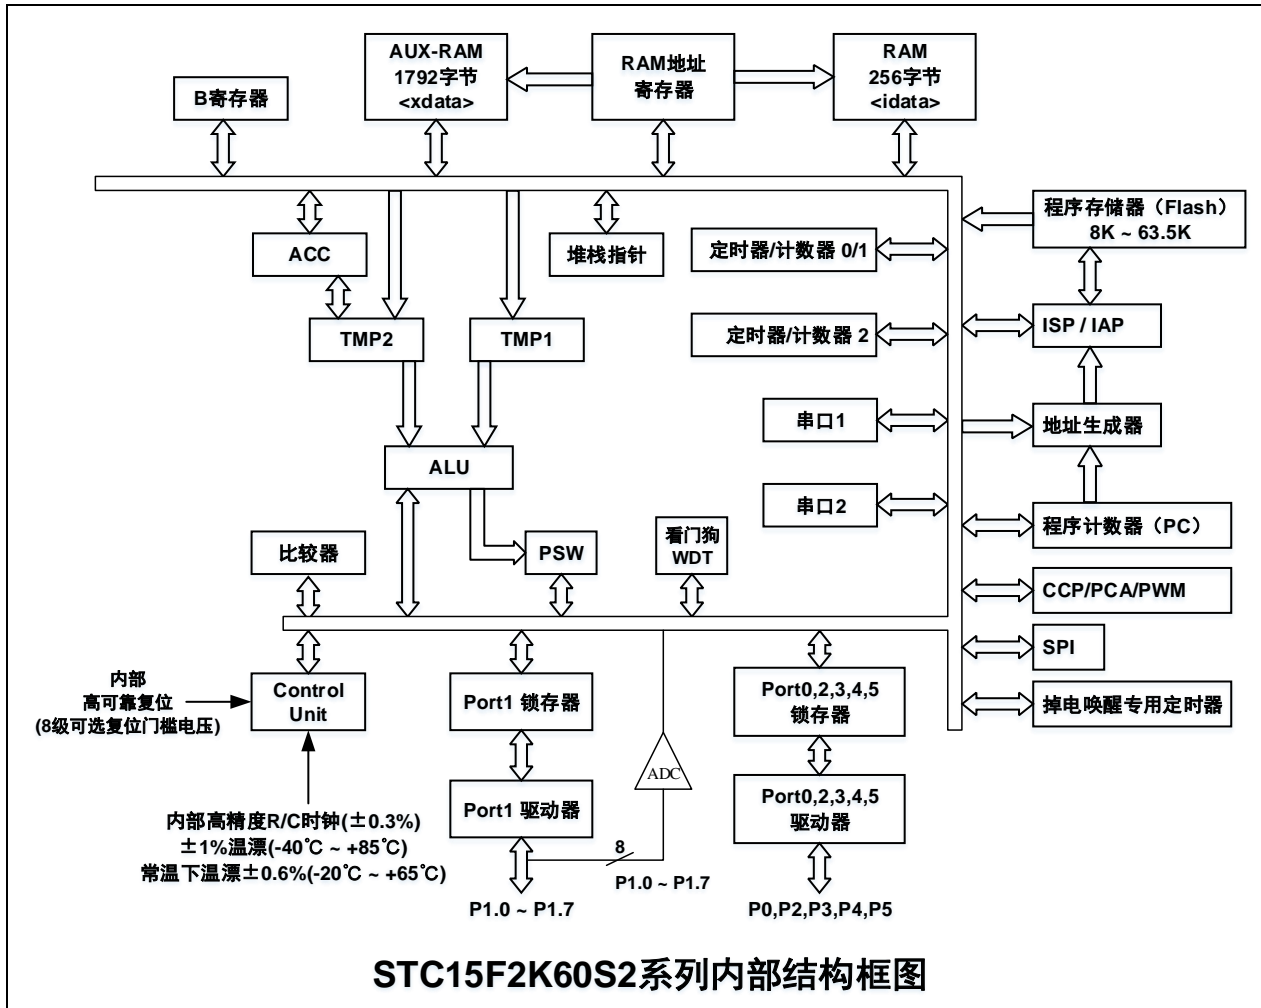 AUX-RAM
1792字节
<xdata>
RAM地址
寄存器
RAM
256字节
<idata>
B寄存器
程序存储器（Flash）
8K ~ 63.5K
ACC
堆栈指针
定时器/计数器 0/1
TMP2
TMP1
定时器/计数器 2
ISP / IAP
串口1
地址生成器
ALU
串口2
程序计数器（PC）
比较器
PSW
看门狗
WDT
CCP/PCA/PWM
SPI
内部
高可靠复位
(8级可选复位门槛电压)
Control
Unit
Port1 锁存器
Port0,2,3,4,5
锁存器
掉电唤醒专用定时器
ADC
Port1 驱动器
Port0,2,3,4,5
驱动器
内部高精度R/C时钟(±0.3%)
±1%温漂(-40℃ ~ +85℃)
常温下温漂±0.6%(-20℃ ~ +65℃)
8
P1.0 ~ P1.7
P1.0 ~ P1.7
P0,P2,P3,P4,P5
STC15F2K60S2系列内部结构框图